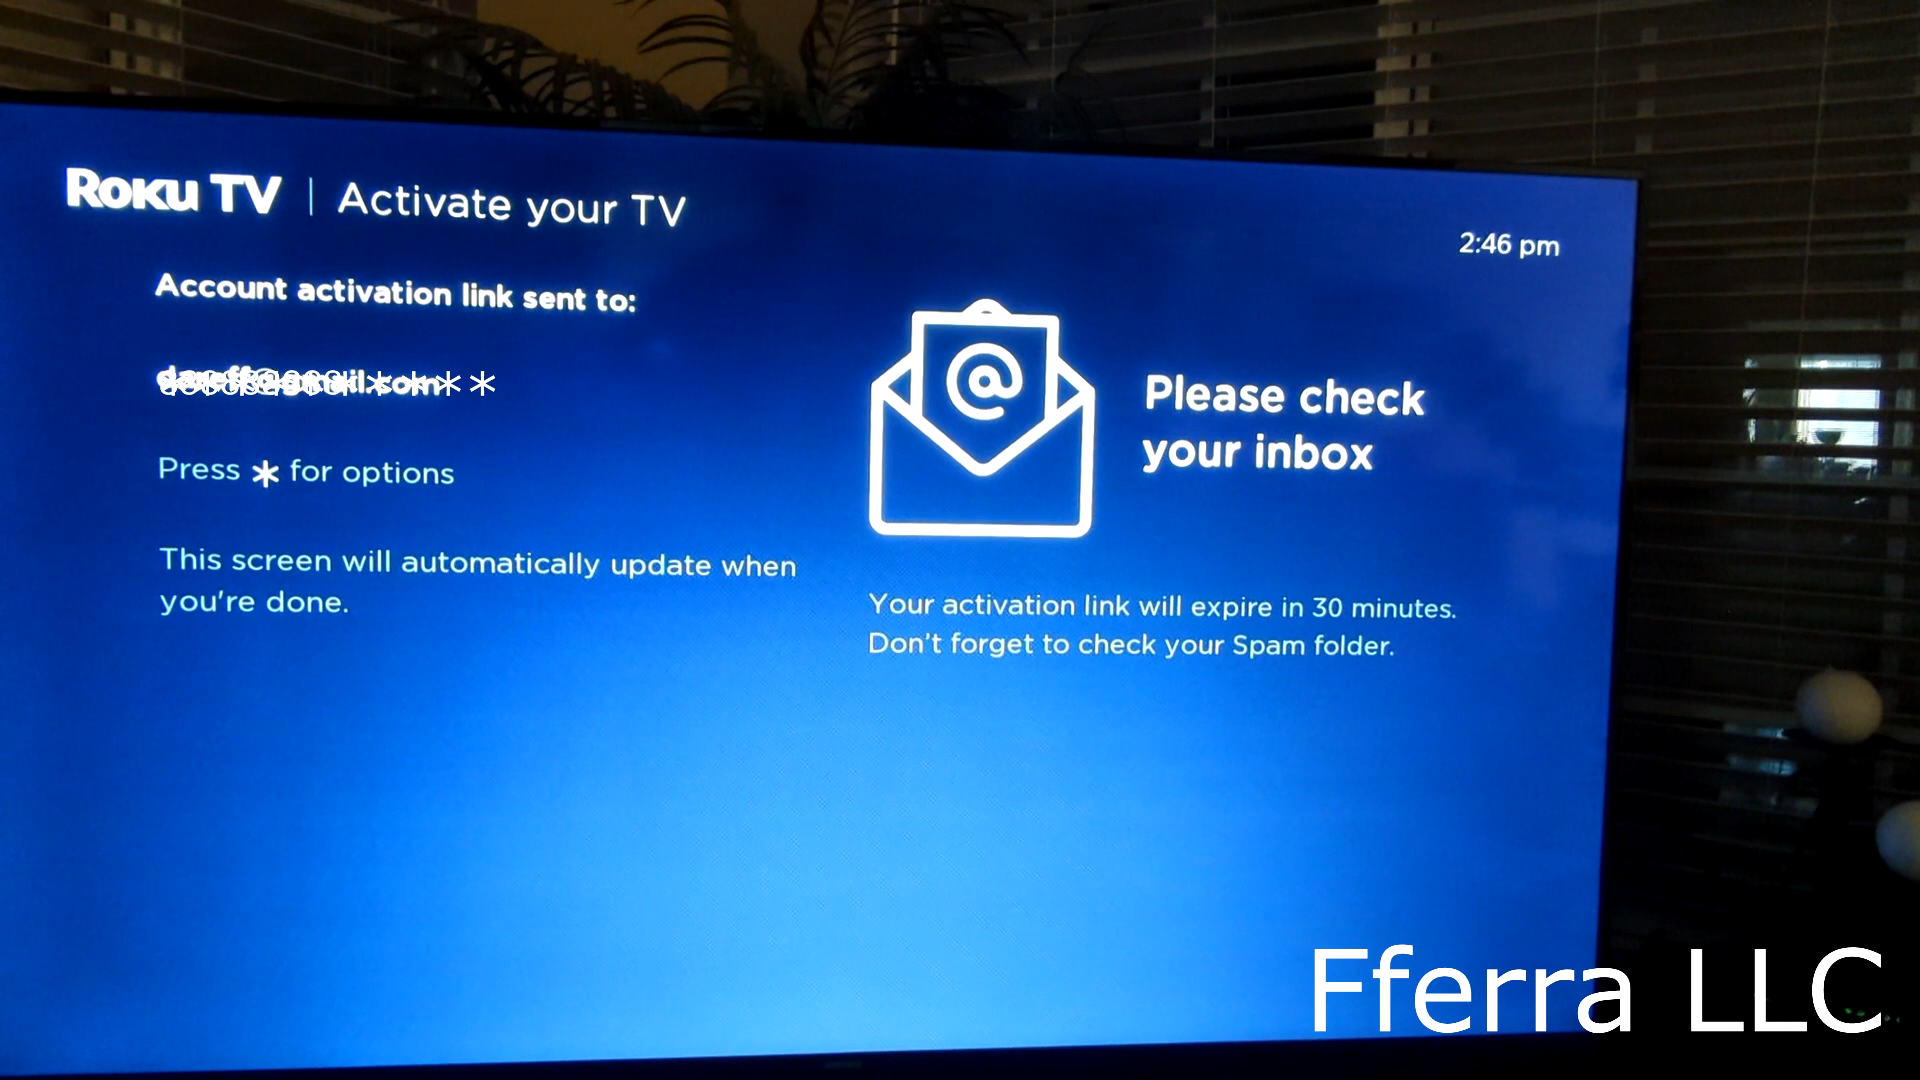 Roku TV | Activate your TV
2:46 pm
Account activation link sent to:
Press * for options
This screen will automatically update when
you're done.
@
Please check
your inbox
Your activation link will expire in 30 minutes.
Don't forget to check your Spam folder.
Fferra LLC